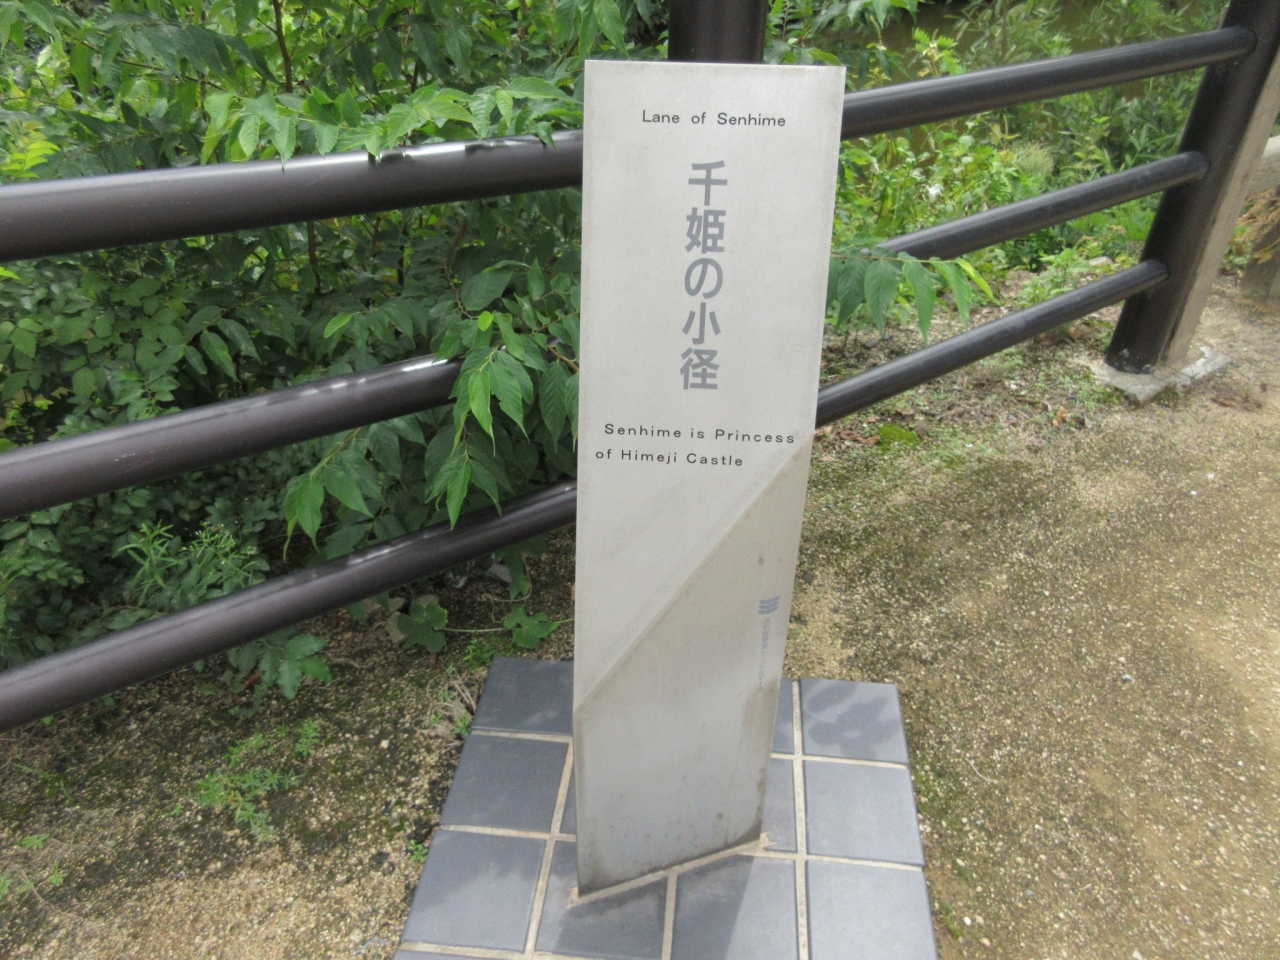 Lane of Senhime
千姫の小径
Senhime is Princess
of Himeji Castle